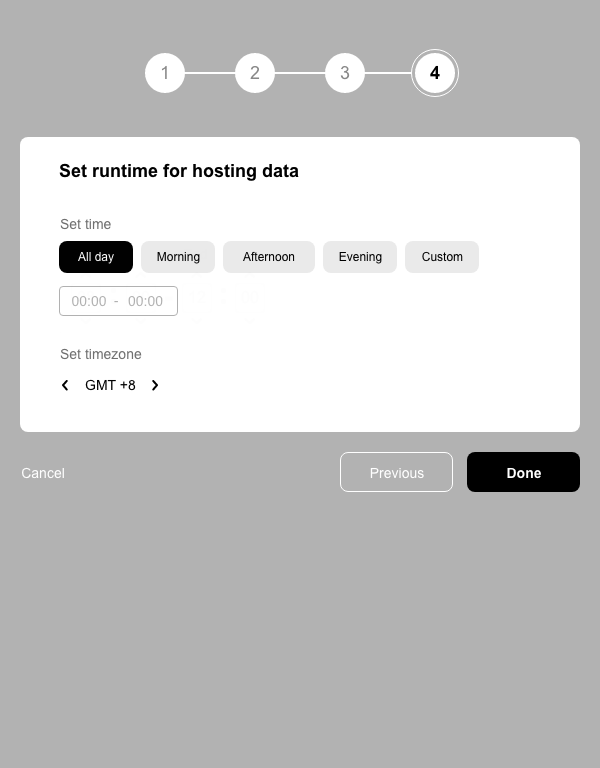 1 2 3 4
Set runtime for hosting data
Set time
All day Morning Afternoon Evening Custom
00:00 - 00:00
Set timezone
GMT +8
Cancel Previous Done